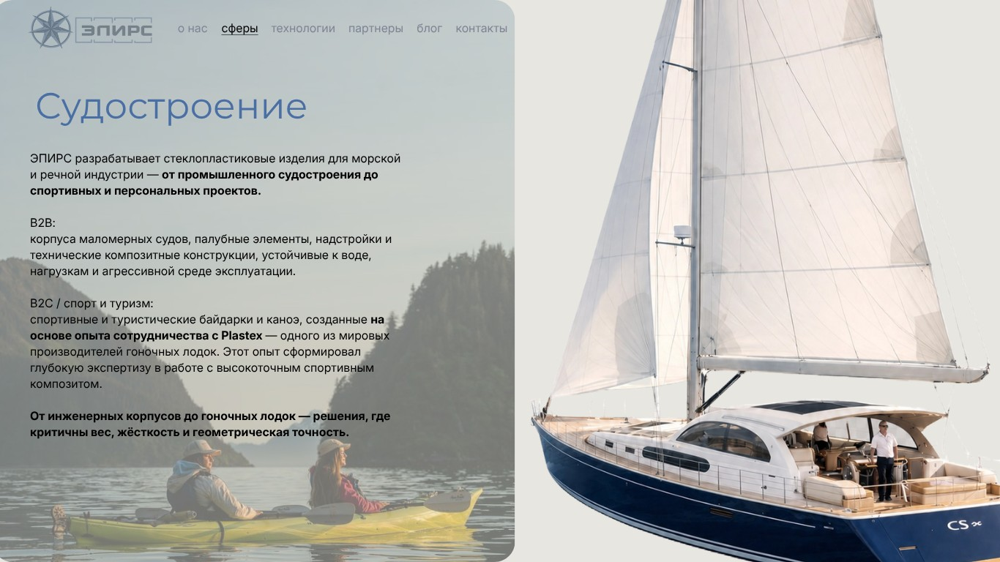 ЭПИРС
о нас сферы технологии партнеры блог контакты
Судостроение
ЭПИРС разрабатывает стеклопластиковые изделия для морской
и речной индустрии — от промышленного судостроения до
спортивных и персональных проектов.
B2B:
корпуса маломерных судов, палубные элементы, надстройки и
технические композитные конструкции, устойчивые к воде,
нагрузкам и агрессивной среде эксплуатации.
B2C / спорт и туризм:
спортивные и туристические байдарки и каноэ, созданные на
основе опыта сотрудничества с Plastex — одного из мировых
производителей гоночных лодок. Этот опыт сформировал
глубокую экспертизу в работе с высокоточным спортивным
композитом.
От инженерных корпусов до гоночных лодок — решения, где
критичны вес, жёсткость и геометрическая точность.
CS